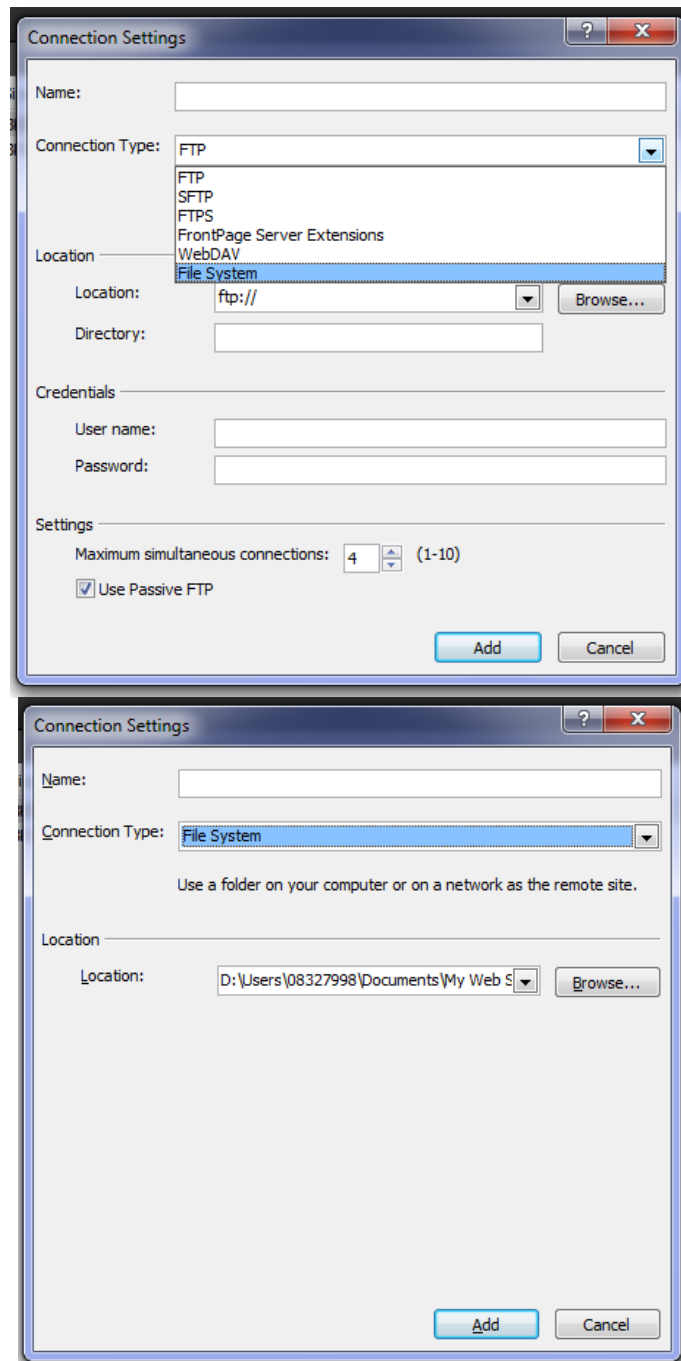 Connection Settings
?
Name:
Connection Type: FTP
FTP
SFTP
FTPS
FrontPage Server Extensions
WebDAV
File System
Location
Location: ftp:// Browse...
Directory:
Credentials
User name:
Password:
Settings
Maximum simultaneous connections: 4 (1-10)
Use Passive FTP
Add Cancel
Connection Settings
?
Name:
Connection Type: File System
Use a folder on your computer or on a network as the remote site.
Location
Location: D:\Users\08327998\Documents\My Web S Browse...
Add Cancel